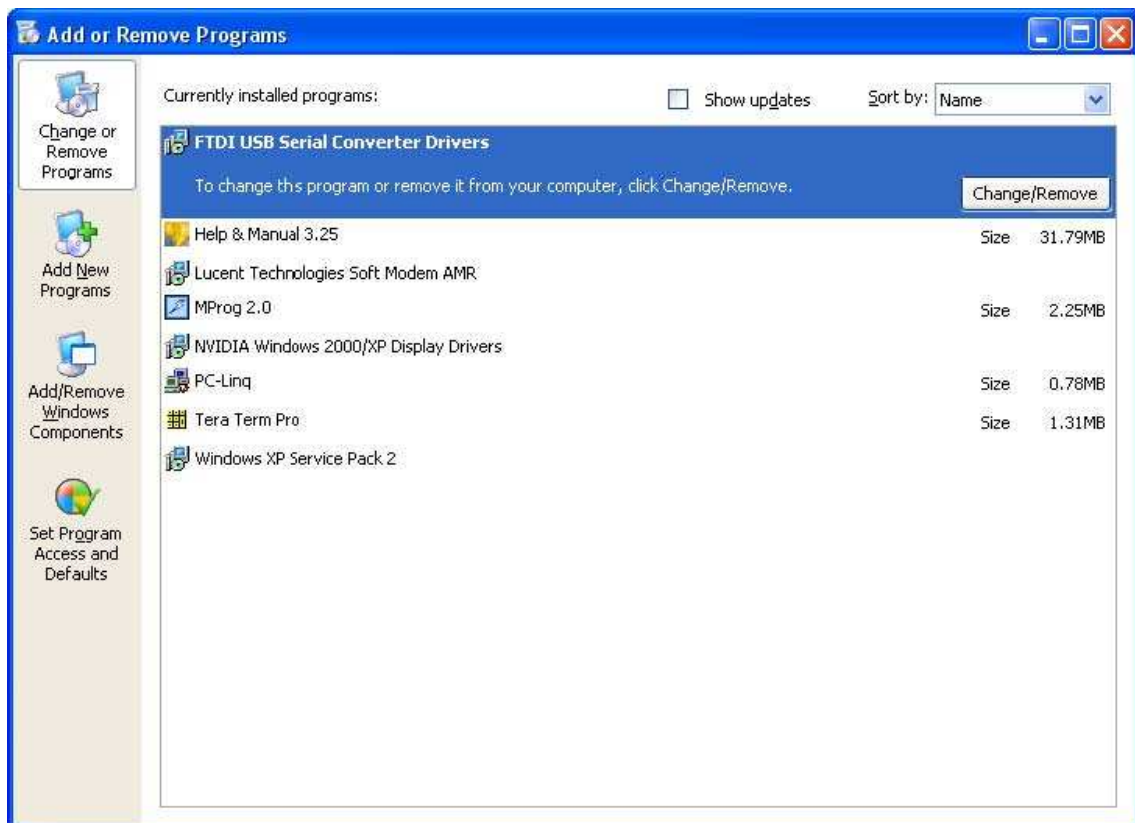 Add or Remove Programs
Change or
Remove
Programs
Add New
Programs
Add/Remove
Windows
Components
Set Program
Access and
Defaults
Currently installed programs:
Show updates
Sort by: Name
FTDI USB Serial Converter Drivers
To change ths program or remove it from your computer, click Change/Remove.
Change/Remove
Help & Manual 3.25 Size 31.79MB
Lucent Technologies Soft Modem AMR
MProg 2.0 Size 2.25MB
NVIDIA Windows 2000/XP Display Drivers
PC-Linq Size 0.78MB
Tera Term Pro Size 1.31MB
Windows XP Service Pack 2